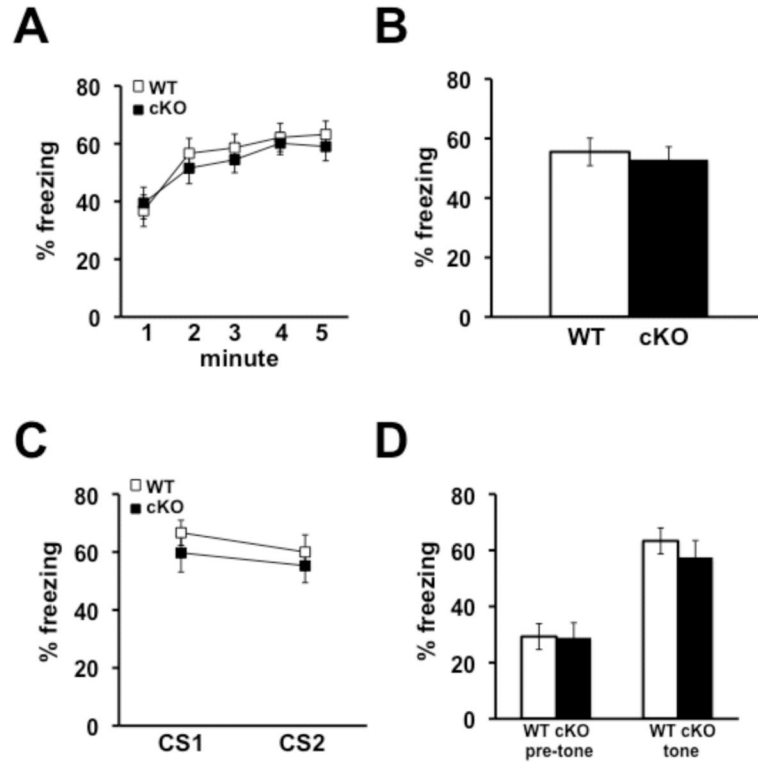 A
% freezing
80
60
40
20
0
WT
cKO
1 2 3 4 5
minute
B
% freezing
80
60
40
20
0
WT cKO
C
% freezing
80
60
40
20
0
WT
cKO
CS1 CS2
D
% freezing
80
60
40
20
0
WT cKO WT cKO
pre-tone tone